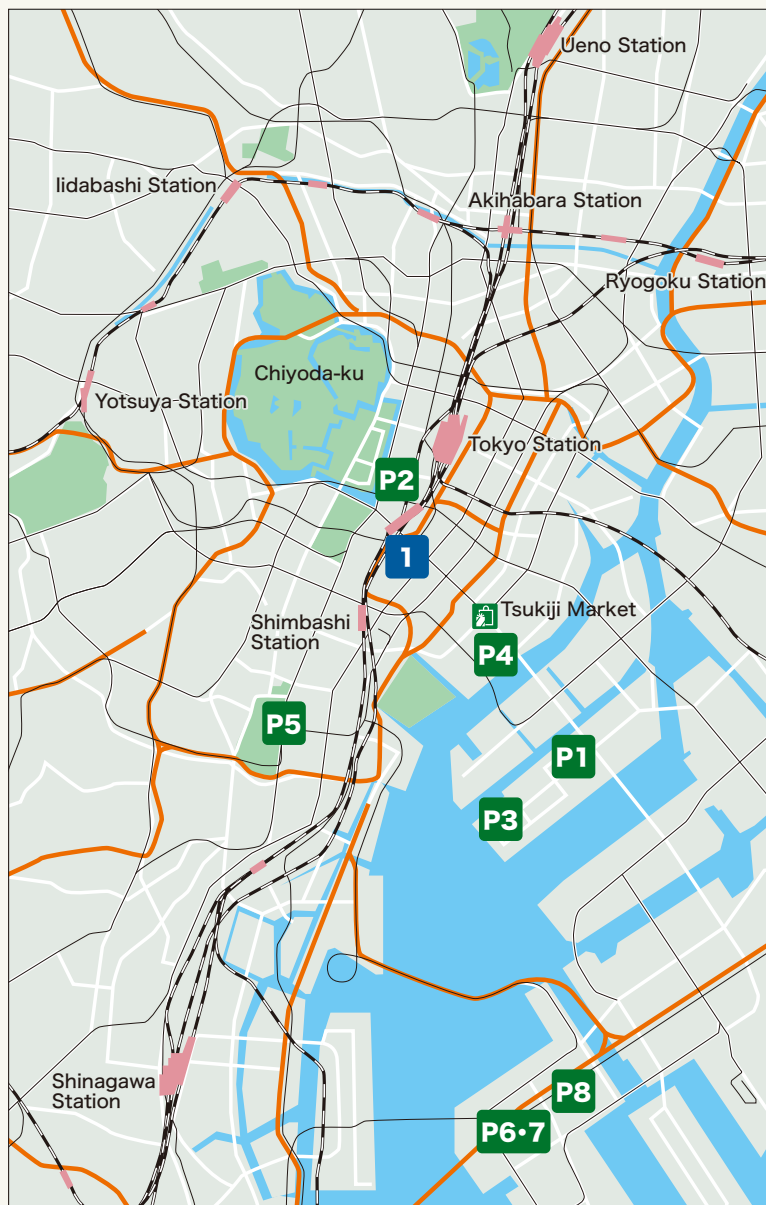 Ueno Station
Iidabashi Station
Akihabara Station
Ryogoku Station
Chiyoda-ku
Yotsuya Station
Tokyo Station
P2
1
Tsukiji Market
Shimbashi
Station
P4
P5
P1
P3
Shinagawa
Station
P8
P6•7